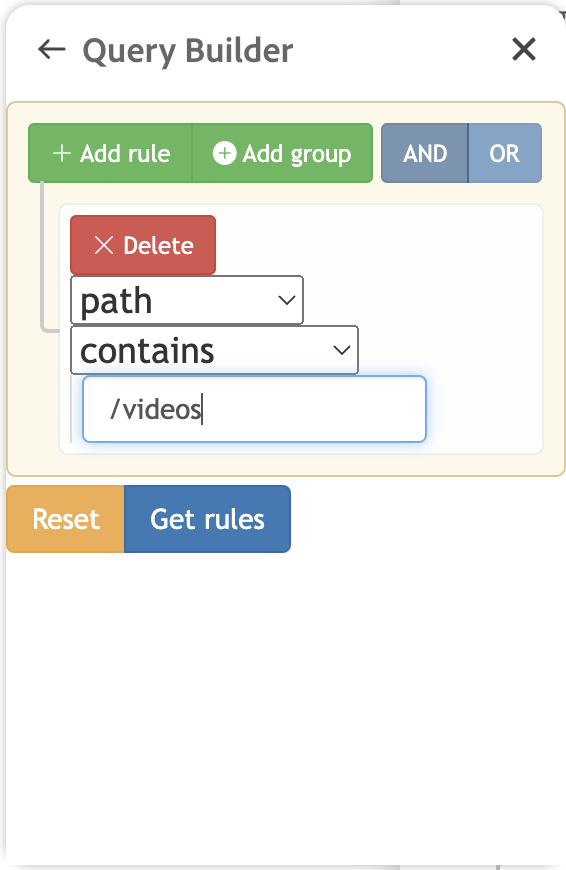 Query Builder
Add rule Add group AND OR
Delete
path
contains
/videos
Reset Get rules